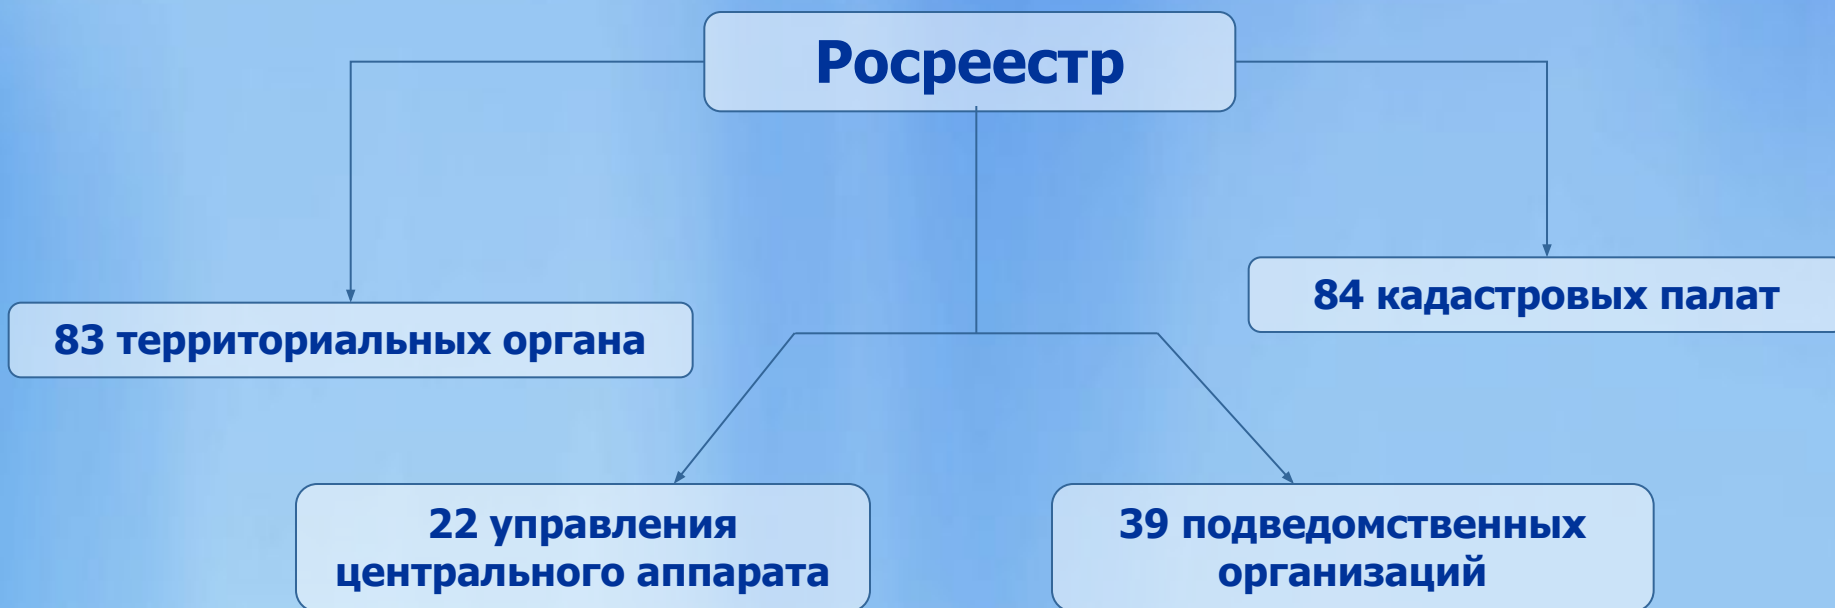 Росреестр
84 кадастровых палат
83 территориальных органа
22 управления
центрального аппарата
39 подведомственных
организаций